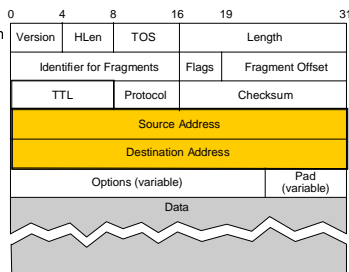 0 4 8 16 19 31
n Version HLen TOS Length
Identifier for Fragments Flags Fragment Offset
TTL Protocol Checksum
Source Address
Destination Address
Options (variable) Pad (variable)
Data